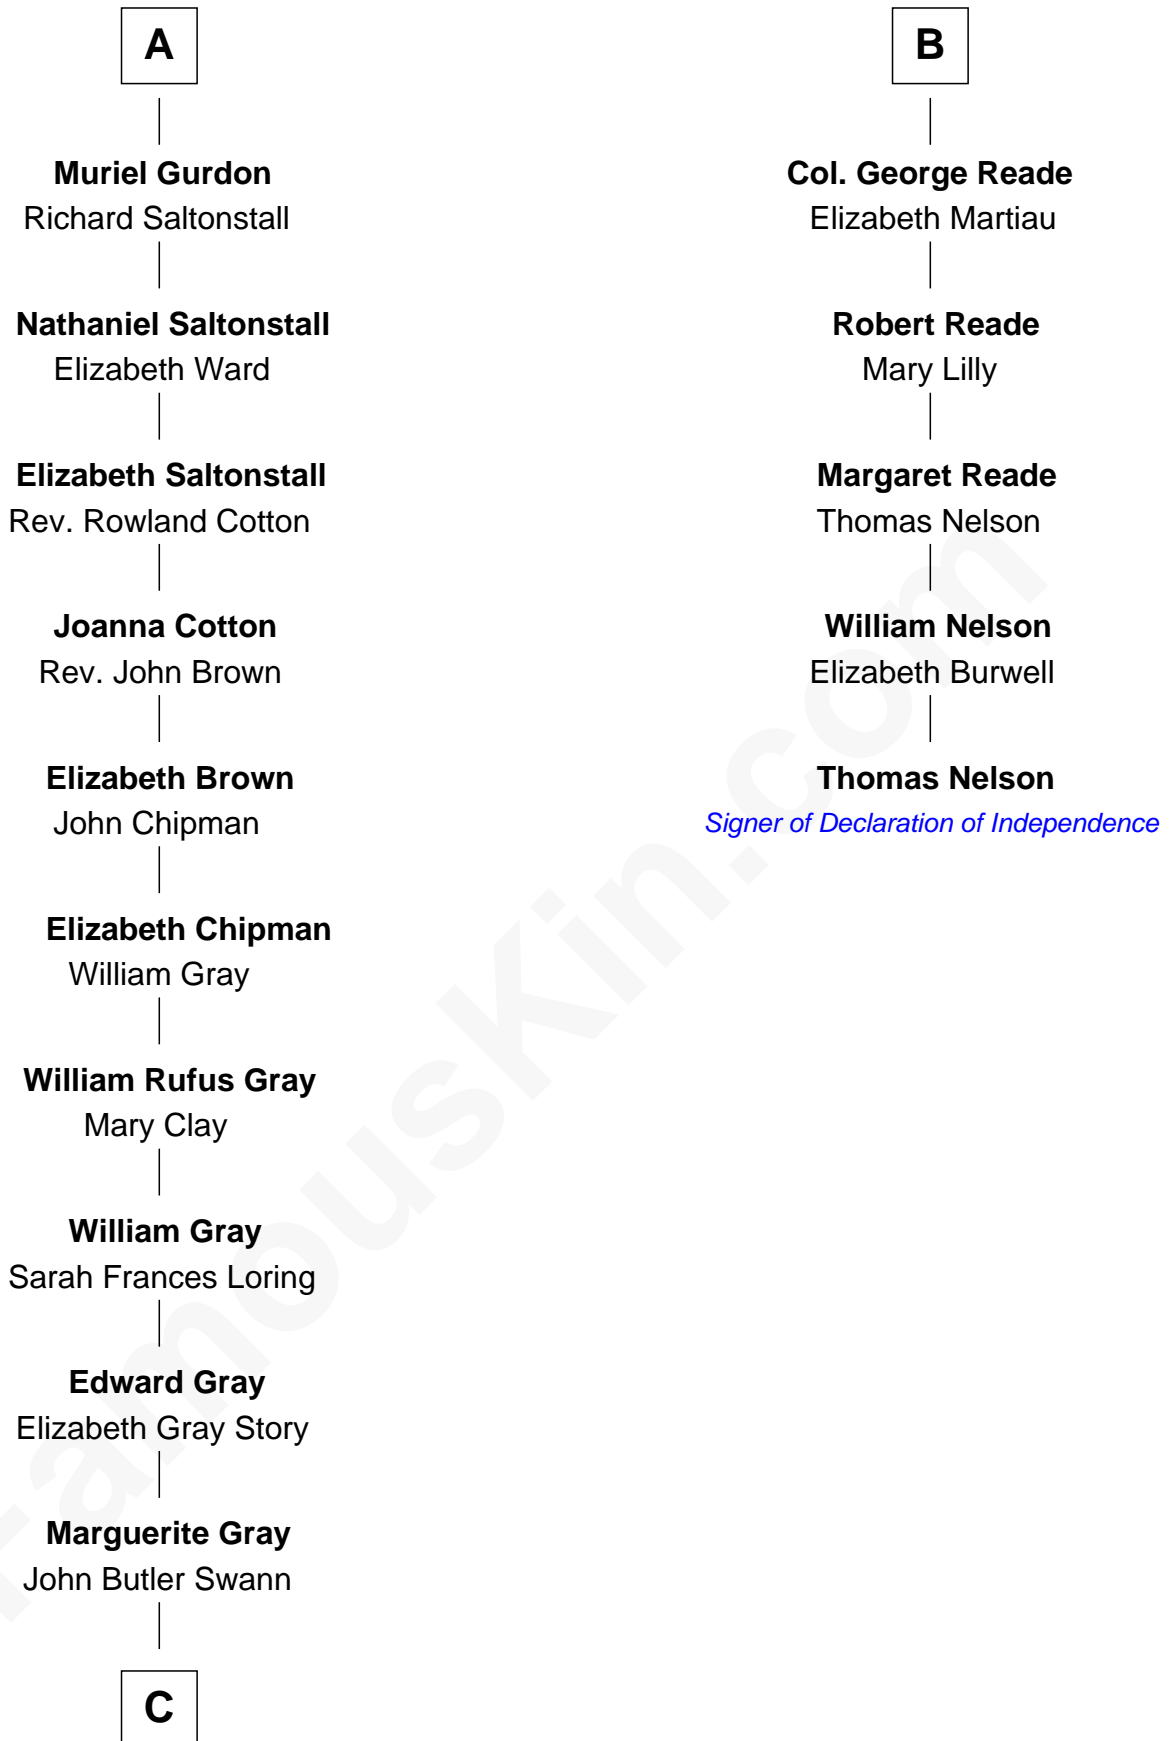 A
Muriel Gurdon
Richard Saltonstall
Nathaniel Saltonstall
Elizabeth Ward
Elizabeth Saltonstall
Rev. Rowland Cotton
Joanna Cotton
Rev. John Brown
Elizabeth Brown
John Chipman
Elizabeth Chipman
William Gray
William Rufus Gray
Mary Clay
William Gray
Sarah Frances Loring
Edward Gray
Elizabeth Gray Story
Marguerite Gray
John Butler Swann
C
B
Col. George Reade
Elizabeth Martiau
Robert Reade
Mary Lilly
Margaret Reade
Thomas Nelson
William Nelson
Elizabeth Burwell
Thomas Nelson
Signer of Declaration of Independence
FamousKin.com